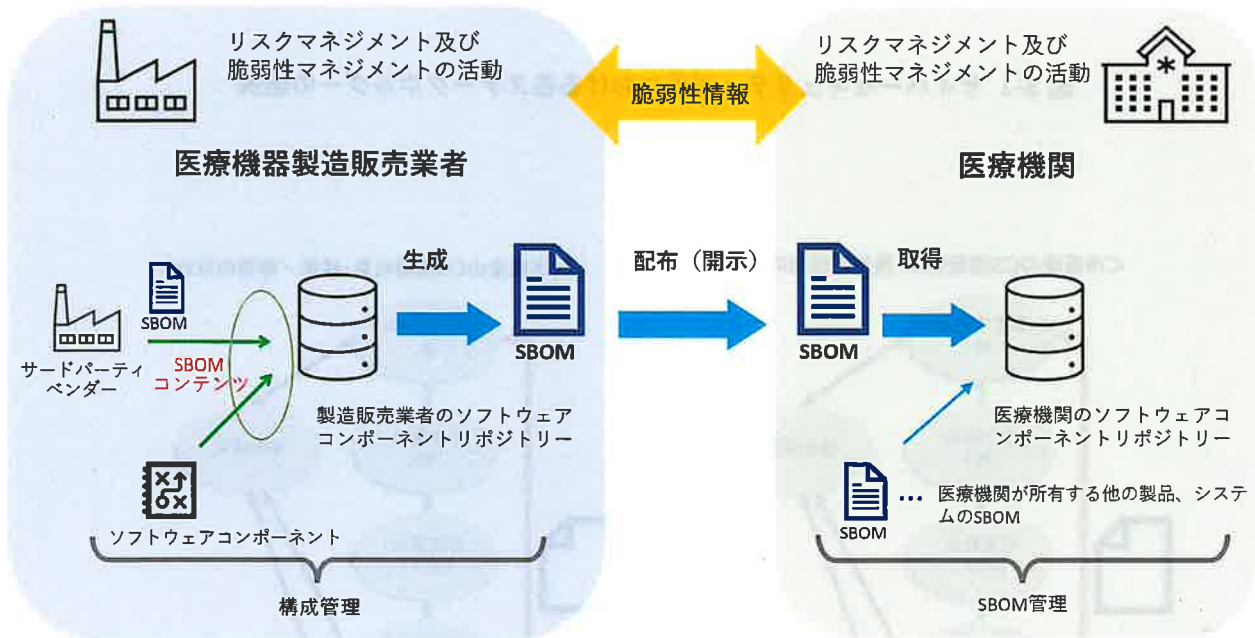 リスクマネジメント及び
脆弱性マネジメントの活動
脆弱性情報
リスクマネジメント及び
脆弱性マネジメントの活動
医療機器製造販売業者
医療機関
生成
配布（開示）
取得
SBOM
SBOM
SBOM
サードパーティ
ベンダー
SBOM
コンテンツ
製造販売業者のソフトウェア
コンポーネントリポジトリー
医療機関のソフトウェアコ
ンポーネントリポジトリー
ソフトウェアコンポーネント
SBOM
… 医療機関が所有する他の製品、システ
ムのSBOM
構成管理
SBOM管理